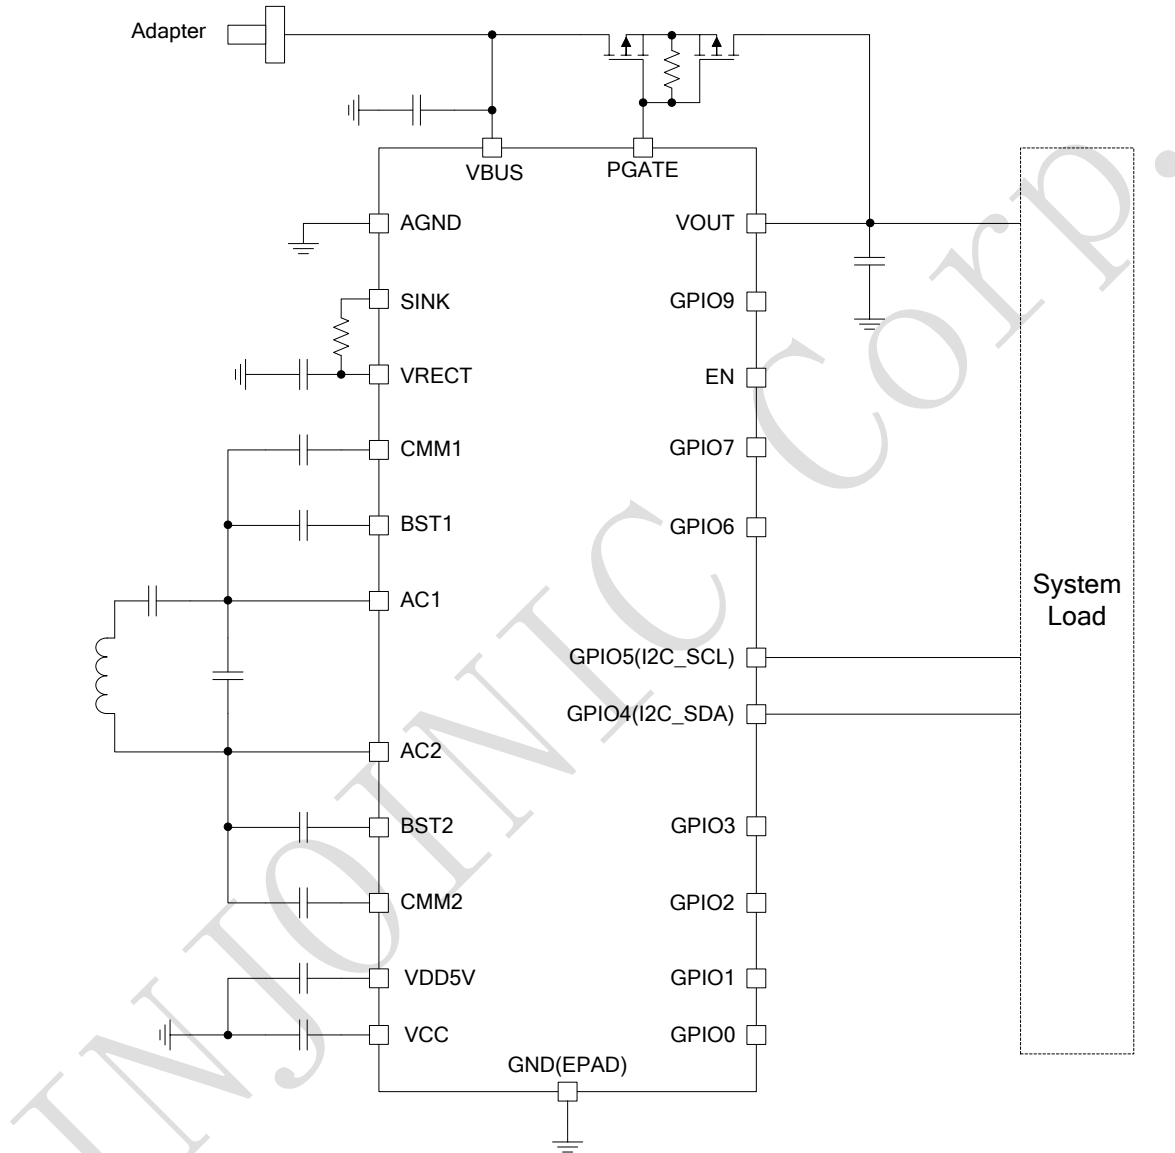 Adapter
VBUS
PGATE
AGND
VOUT
SINK
GPIO9
VRECT
EN
CMM1
GPIO7
BST1
GPIO6
AC1
System
Load
GPIO5(I2C_SCL)
GPIO4(I2C_SDA)
AC2
BST2
GPIO3
CMM2
GPIO2
VDD5V
GPIO1
VCC
GPIO0
GND(EPAD)
INJOINIC Corp.